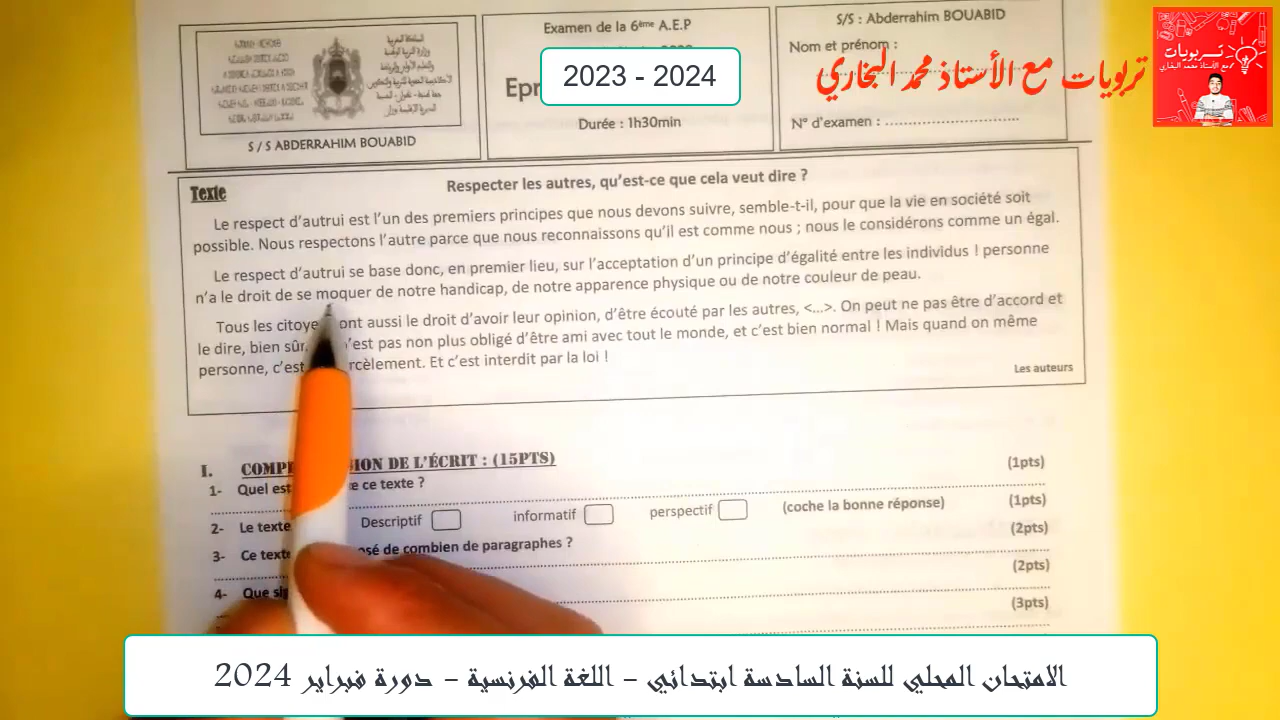 المملكة المغربية
Examen de la 6ème A.E.P
2023 - 2024
Durée : 1h30min
S/S : Abderrahim BOUABID
Nom et prénom :
N° d'examen :
تربويات مع الأستاذ محمد البخاري
S / S ABDERRAHIM BOUABID
Texte
Respecter les autres, qu'est-ce que cela veut dire ?
Le respect d'autrui est l'un des premiers principes que nous devons suivre, semble-t-il, pour que la vie en société soit
possible. Nous respectons l'autre parce que nous reconnaissons qu'il est comme nous ; nous le considérons comme un égal.
Le respect d'autrui se base donc, en premier lieu, sur l'acceptation d'un principe d'égalité entre les individus ! personne
n'a le droit de se moquer de notre handicap, de notre apparence physique ou de notre couleur de peau.
Tous les citoye ont aussi le droit d'avoir leur opinion, d'être écouté par les autres, <...>. On peut ne pas être d'accord et
le dire, bien sûr. 'est pas non plus obligé d'être ami avec tout le monde, et c'est bien normal ! Mais quand on même
personne, c'est rcèlement. Et c'est interdit par la loi !
Les auteurs
I. COMP ION DE L'ÉCRIT : (15PTS)
1- Quel est e ce texte ? (1pts)
2- Le texte Descriptif informatif perspectif (coche la bonne réponse) (1pts)
3- Ce text sé de combien de paragraphes ? (2pts)
4- Que sig (2pts)
(3pts)
الامتحان المحلي للسنة السادسة ابتدائي - اللغة الفرنسية - دورة فبراير 2024